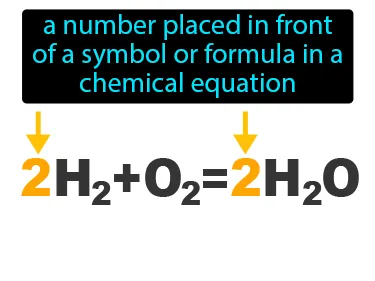 a number placed in front
of a symbol or formula in a
chemical equation
2H₂+O₂=2H₂O